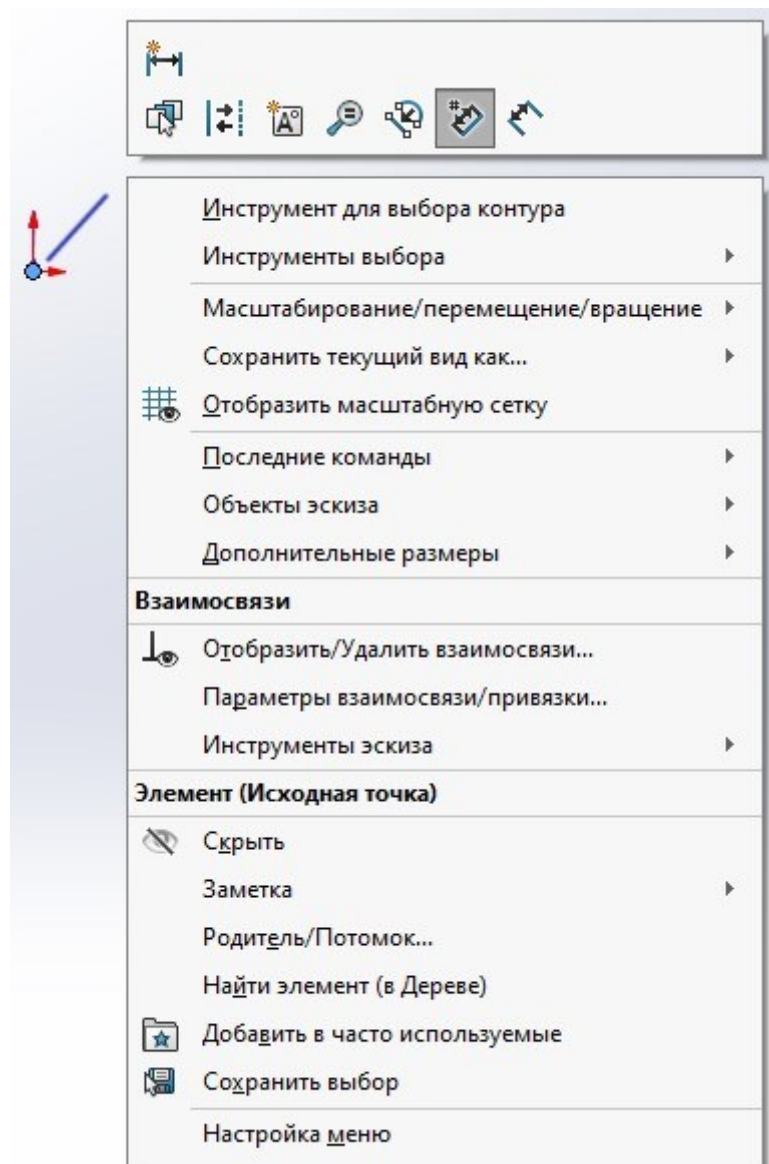 Инструмент для выбора контура
Инструменты выбора
Масштабирование/перемещение/вращение
Сохранить текущий вид как...
Отобразить масштабную сетку
Последние команды
Объекты эскиза
Дополнительные размеры
Взаимосвязи
Отобразить/Удалить взаимосвязи...
Параметры взаимосвязи/привязки...
Инструменты эскиза
Элемент (Исходная точка)
Скрыть
Заметка
Родитель/Потомок...
Найти элемент (в Дереве)
Добавить в часто используемые
Сохранить выбор
Настройка меню